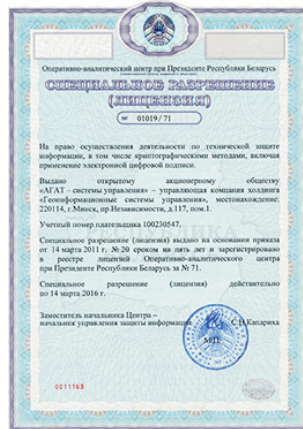 Оперативно-аналитический центр при Президенте Республики Беларусь
СПЕЦИАЛЬНОЕ РАЗРЕШЕНИЕ
(ЛИЦЕНЗИЯ)
№ 01019 / 71
На право осуществления деятельности по технической защите
информации, в том числе криптографическими методами, включая
применение электронной цифровой подписи.
Выдано открытому акционерному обществу
«АГАТ – системы управления» – управляющая компания холдинга
«Геоинформационные системы управления», местонахождение:
220114, г.Минск, пр.Независимости, д.117, пом.1.
Учетный номер плательщика 100230547.
Специальное разрешение (лицензия) выдано на основании приказа
от 14 марта 2011 г. № 20 сроком на пять лет и зарегистрировано
в реестре лицензий Оперативно-аналитического центра
при Президенте Республики Беларусь за № 71.
Специальное разрешение (лицензия) действительно
по 14 марта 2016 г.
Заместитель начальника Центра –
начальник управления защиты информации
М.П.
0011163